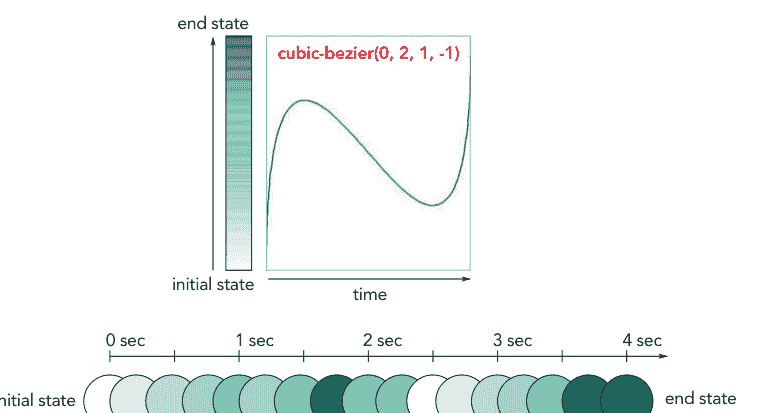 end state
cubic-bezier(0, 2, 1, -1)
initial state
time
0 sec 1 sec 2 sec 3 sec 4 sec
nitial state end state